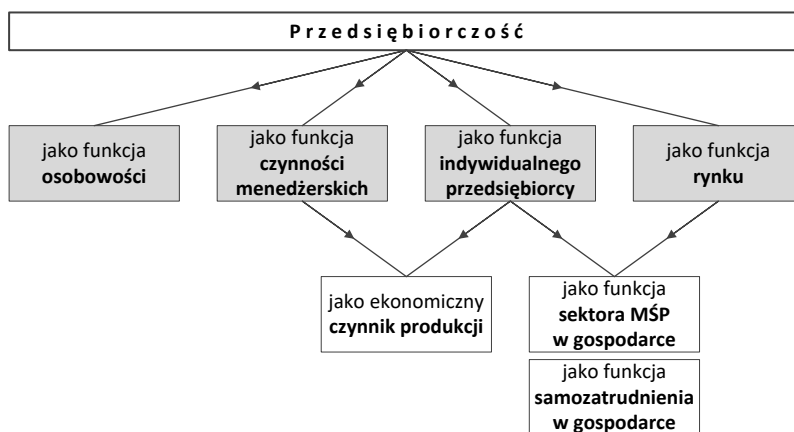 Przedsiębiorczość
jako funkcja
osobowości
jako funkcja
czynności
menedżerskich
jako funkcja
indywidualnego
przedsiębiorcy
jako funkcja
rynku
jako ekonomiczny
czynnik produkcji
jako funkcja
sektora MŚP
w gospodarce
jako funkcja
samozatrudnienia
w gospodarce